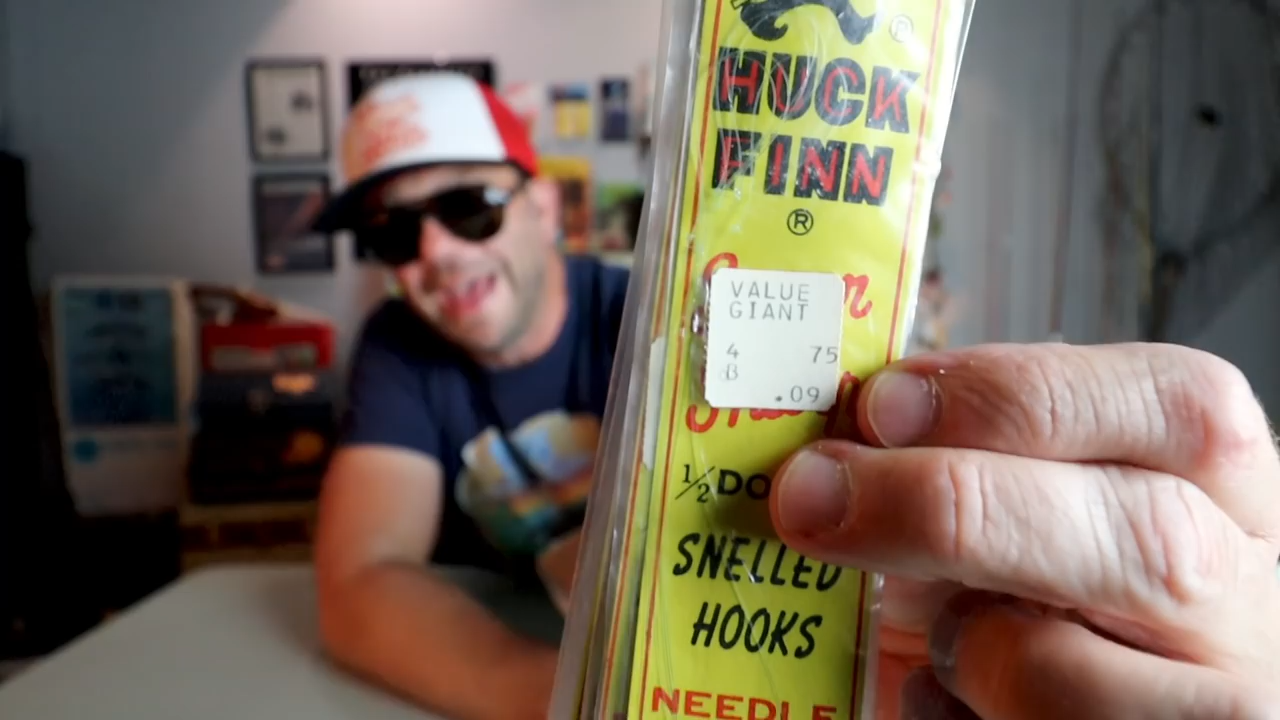 ®
HUCK
FINN
®
VALUE
GIANT
4 75
B
.09
1/2 DO
SNELLED
HOOKS
NEEDLE